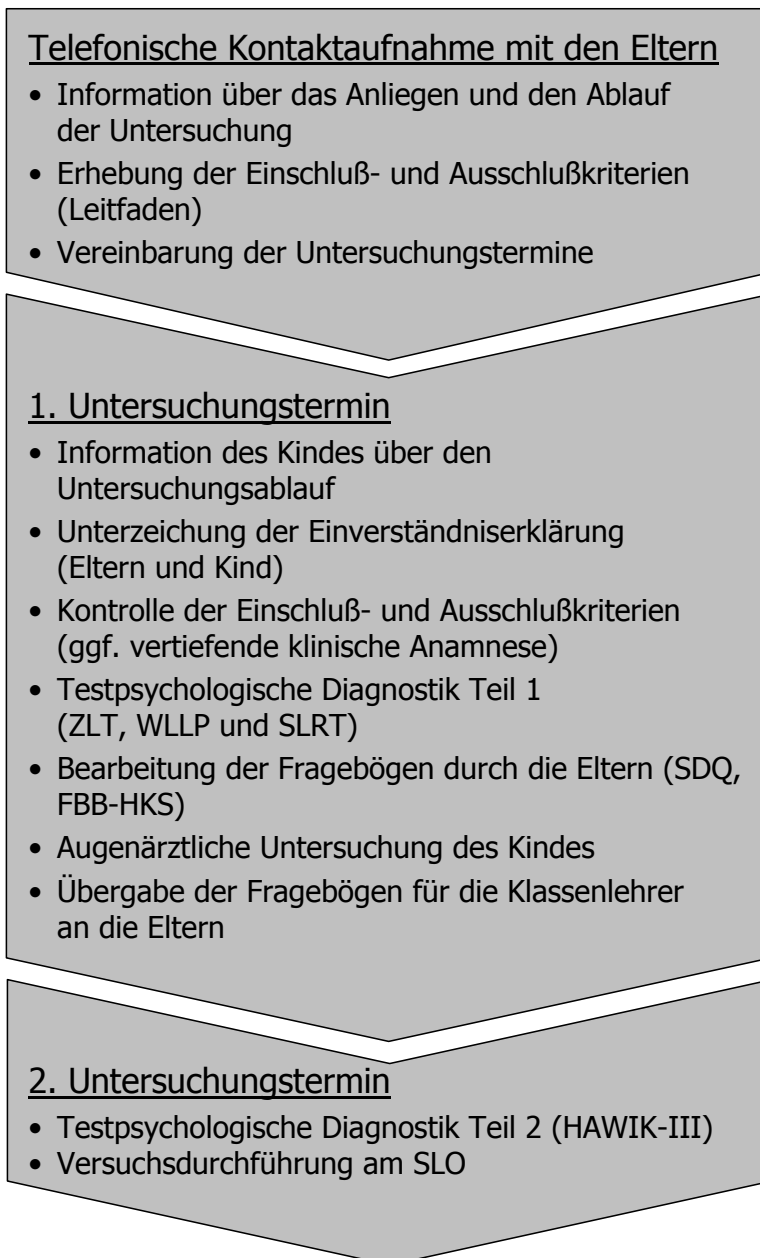 Telefonische Kontaktaufnahme mit den Eltern
• Information über das Anliegen und den Ablauf
der Untersuchung
• Erhebung der Einschluß- und Ausschlußkriterien
(Leitfaden)
• Vereinbarung der Untersuchungstermine
1. Untersuchungstermin
• Information des Kindes über den
Untersuchungsablauf
• Unterzeichung der Einverständniserklärung
(Eltern und Kind)
• Kontrolle der Einschluß- und Ausschlußkriterien
(ggf. vertiefende klinische Anamnese)
• Testpsychologische Diagnostik Teil 1
(ZLT, WLLP und SLRT)
• Bearbeitung der Fragebögen durch die Eltern (SDQ,
FBB-HKS)
• Augenärztliche Untersuchung des Kindes
• Übergabe der Fragebögen für die Klassenlehrer
an die Eltern
2. Untersuchungstermin
• Testpsychologische Diagnostik Teil 2 (HAWIK-III)
• Versuchsdurchführung am SLO